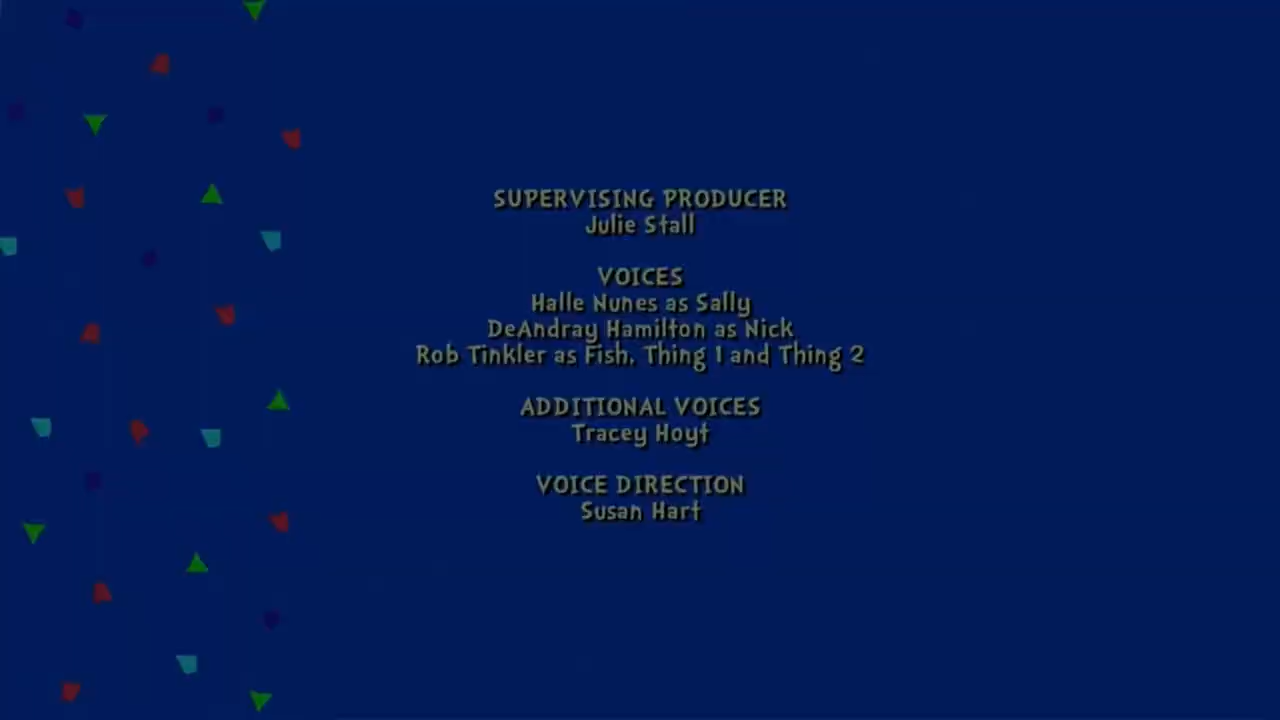 SUPERVISING PRODUCER
Julie Stall
VOICES
Halle Nunes as Sally
DeAndray Hamilton as Nick
Rob Tinkler as Fish, Thing 1 and Thing 2
ADDITIONAL VOICES
Tracey Hoyt
VOICE DIRECTION
Susan Hart